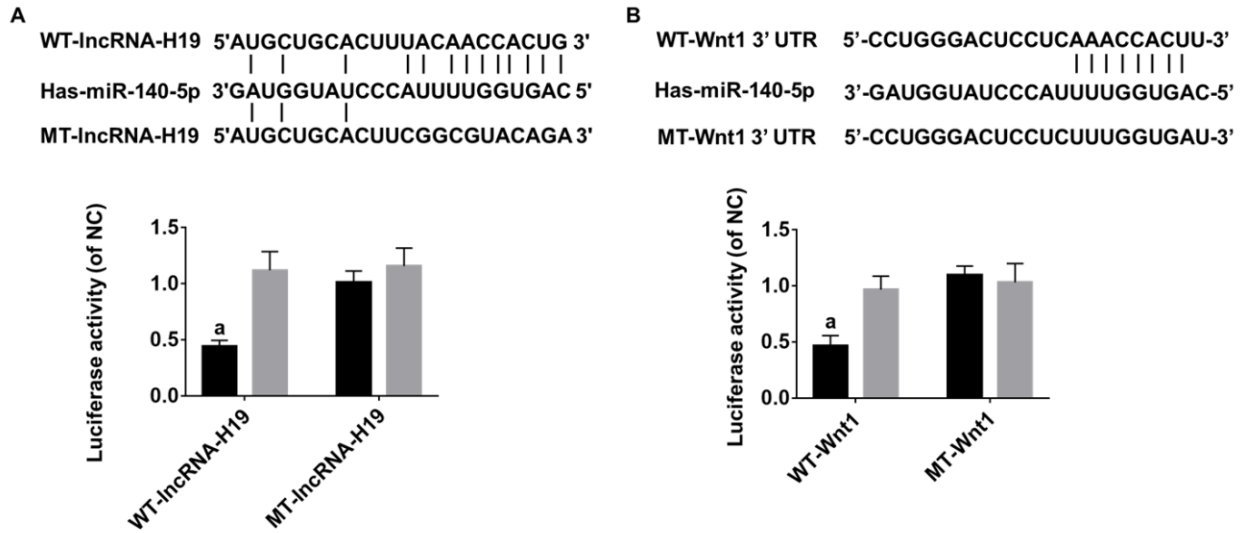 A
WT-lncRNA-H19 5'AUGCUGCACUUUACAACCACUG 3'
Has-miR-140-5p 3'GAUGGUAUCCCAUUUUGGUGAC 5'
MT-lncRNA-H19 5'AUGCUGCACUUCGGCGUACAGA 3'
Luciferase activity (of NC)
1.5
1.0
0.5
0.0
a
WT-lncRNA-H19
MT-lncRNA-H19
B
WT-Wnt1 3’ UTR 5’-CCUGGGACUCCUCAAACCACUU-3’
Has-miR-140-5p 3’-GAUGGUAUCCCAUUUUGGUGAC-5’
MT-Wnt1 3’ UTR 5’-CCUGGGACUCCUCUUUGGUGAU-3’
Luciferase activity (of NC)
1.5
1.0
0.5
0.0
a
WT-Wnt1
MT-Wnt1